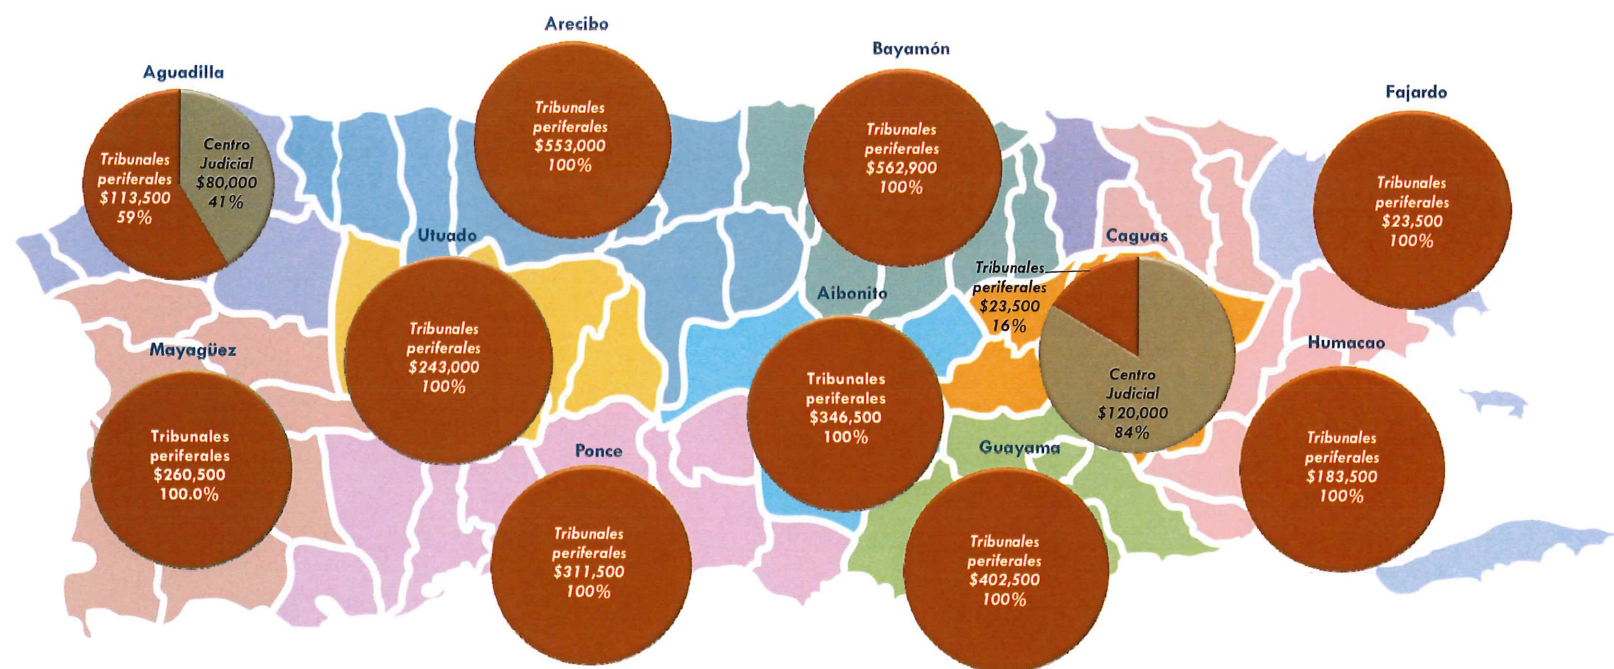 Arecibo
Tribunales
periferales
$553,000
100%
Bayamón
Tribunales
periferales
$562,900
100%
Aguadilla
Tribunales
periferales
$113,500
59%
Centro
Judicial
$80,000
41%
Fajardo
Tribunales
periferales
$23,500
100%
Utuado
Tribunales
periferales
$243,000
100%
Caguas
Tribunales
periferales
$23,500
16%
Centro
Judicial
$120,000
84%
Aibonito
Tribunales
periferales
$346,500
100%
Mayagüez
Tribunales
periferales
$260,500
100.0%
Humacao
Tribunales
periferales
$183,500
100%
Ponce
Tribunales
periferales
$311,500
100%
Guayama
Tribunales
periferales
$402,500
100%